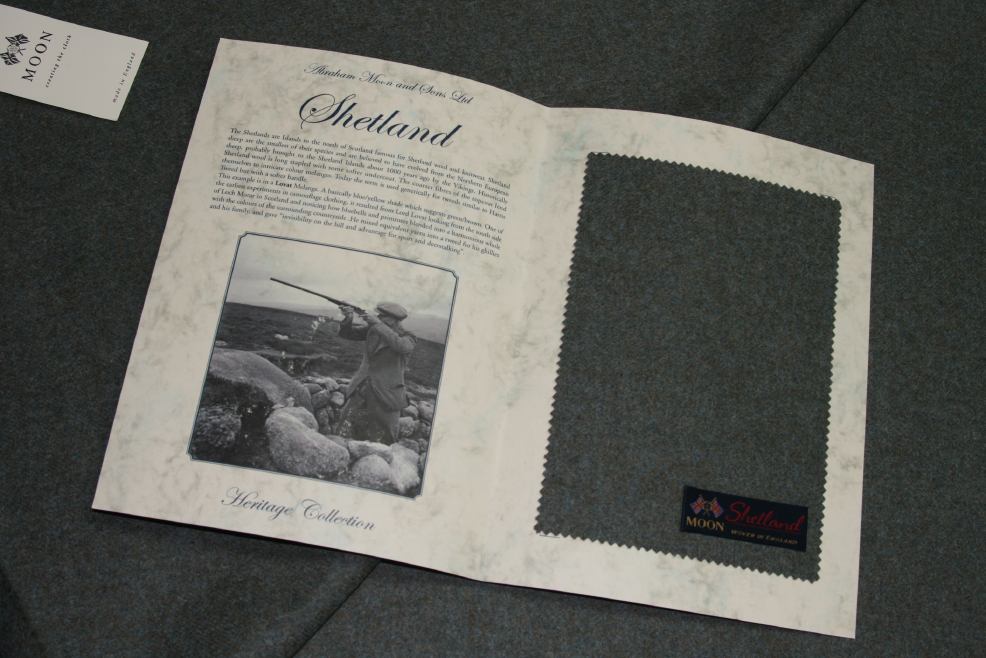 MOON
creating the cloth
made in England
Abraham Moon and Sons Ltd
Shetland
The Shetlands are Islands to the north of Scotland famous for Shetland wool and knitwear. Shetland
sheep are the smallest of their species and are believed to have evolved from the Northern European
sheep, probably brought to the Shetland Islands about 1000 years ago by the Vikings. Historically
Shetland wool is long stapled with some softer undercoat. The coarser fibres of the topcoat lend
themselves to intricate colour melanges. Today the term is used generically for tweeds similar to Harris
Tweed but with a softer handle.
This example is in a Lovat Melange. A basically blue/yellow shade which suggests green/brown. One of
the earliest experiments in camouflage clothing, it resulted from Lord Lovat looking from the south side
of Loch Morar in Scotland and noticing how bluebells and primroses blended into a harmonious whole
with the colours of the surrounding countryside. He mixed equivalent yarns into a tweed for his ghillies
and his family, and gave "invisibility on the hill and advantage for sport and deerstalking".
Heritage Collection
MOON
Shetland
WOVEN IN ENGLAND